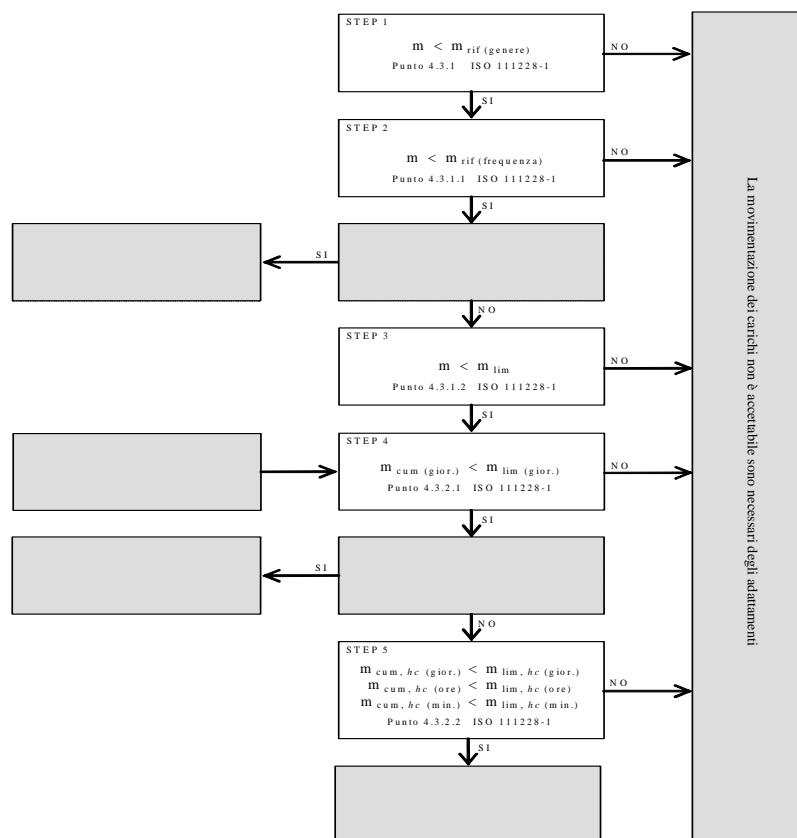 STEP 1
m < m rif (genere)
Punto 4.3.1 ISO 111228-1
NO
SI
STEP 2
m < m rif (frequenza)
Punto 4.3.1.1 ISO 111228-1
NO
SI
SI
NO
STEP 3
m < m lim
Punto 4.3.1.2 ISO 111228-1
NO
SI
STEP 4
m cum (gior.) < m lim (gior.)
Punto 4.3.2.1 ISO 111228-1
NO
SI
SI
NO
STEP 5
m cum, hc (gior.) < m lim, hc (gior.)
m cum, hc (ore) < m lim, hc (ore)
m cum, hc (min.) < m lim, hc (min.)
Punto 4.3.2.2 ISO 111228-1
NO
SI
La movimentazione dei carichi non è accettabile sono necessari degli adattamenti